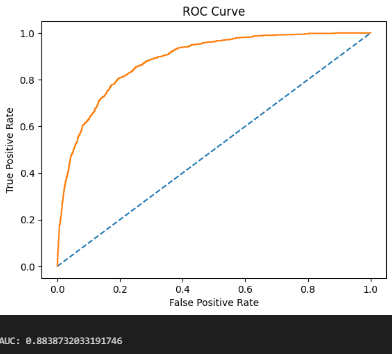 ROC Curve
1.0
0.8
0.6
0.4
0.2
0.0
True Positive Rate
0.0 0.2 0.4 0.6 0.8 1.0
False Positive Rate
AUC: 0.8838732033191746